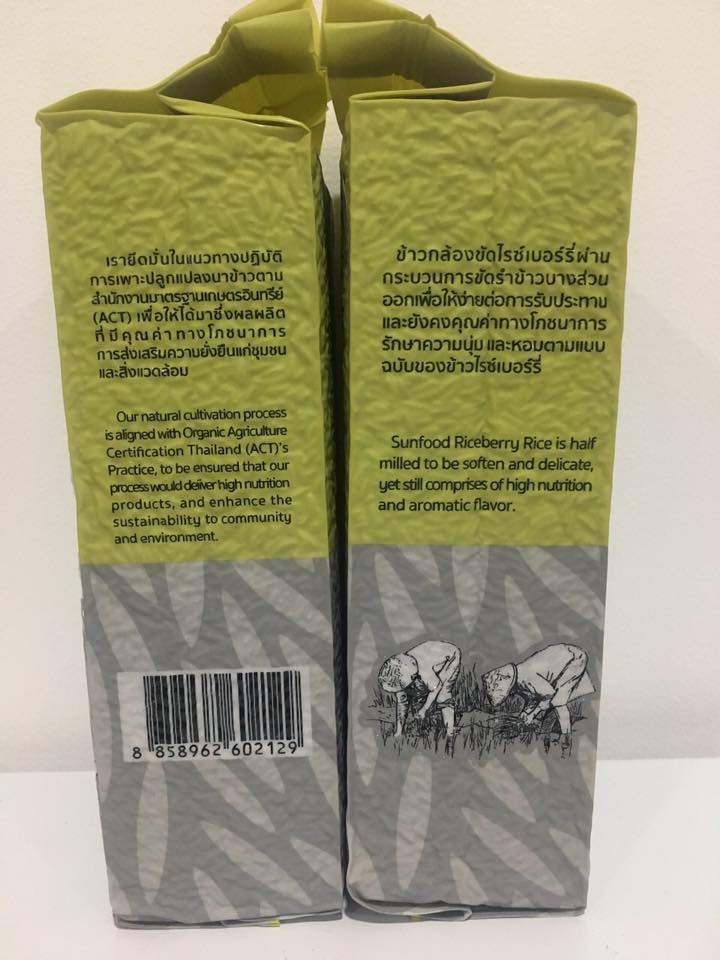 เรายึดมั่นในแนวทางปฏิบัติ
การเพาะปลูกแปลงนาข้าวตาม
สำนักงานมาตรฐานเกษตรอินทรีย์
(ACT) เพื่อให้ได้มาซึ่งผลผลิต
ที่มีคุณค่าทางโภชนาการ
การส่งเสริมความยั่งยืนแก่ชุมชน
และสิ่งแวดล้อม
Our natural cultivation process
is aligned with Organic Agriculture
Certification Thailand (ACT)'s
Practice, to be ensured that our
process would deliver high nutrition
products, and enhance the
sustainability to community
and environment.
8 858962 602129
ข้าวกล้องขัดไรซ์เบอร์รี่ผ่าน
กระบวนการขัดรำข้าวบางส่วน
ออกเพื่อให้ง่ายต่อการรับประทาน
และยังคงคุณค่าทางโภชนาการ
รักษาความนุ่ม และหอมตามแบบ
ฉบับของข้าวไรซ์เบอร์รี่
Sunfood Riceberry Rice is half
milled to be soften and delicate,
yet still comprises of high nutrition
and aromatic flavor.